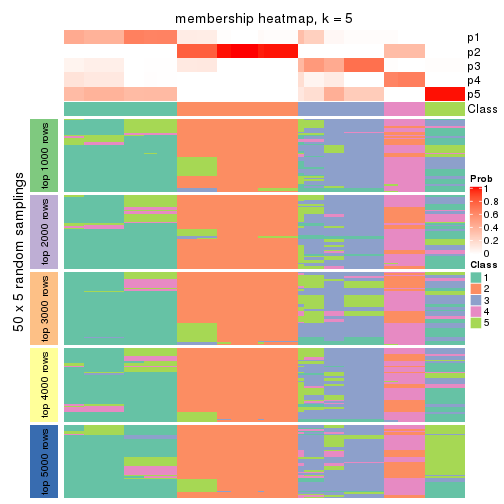 membership heatmap, k = 5
p1
p2
p3
p4
p5
Class
50 x 5 random samplings
top 1000 rows
top 2000 rows
top 3000 rows
top 4000 rows
top 5000 rows
Prob
1
0.8
0.6
0.4
0.2
0
Class
1
2
3
4
5